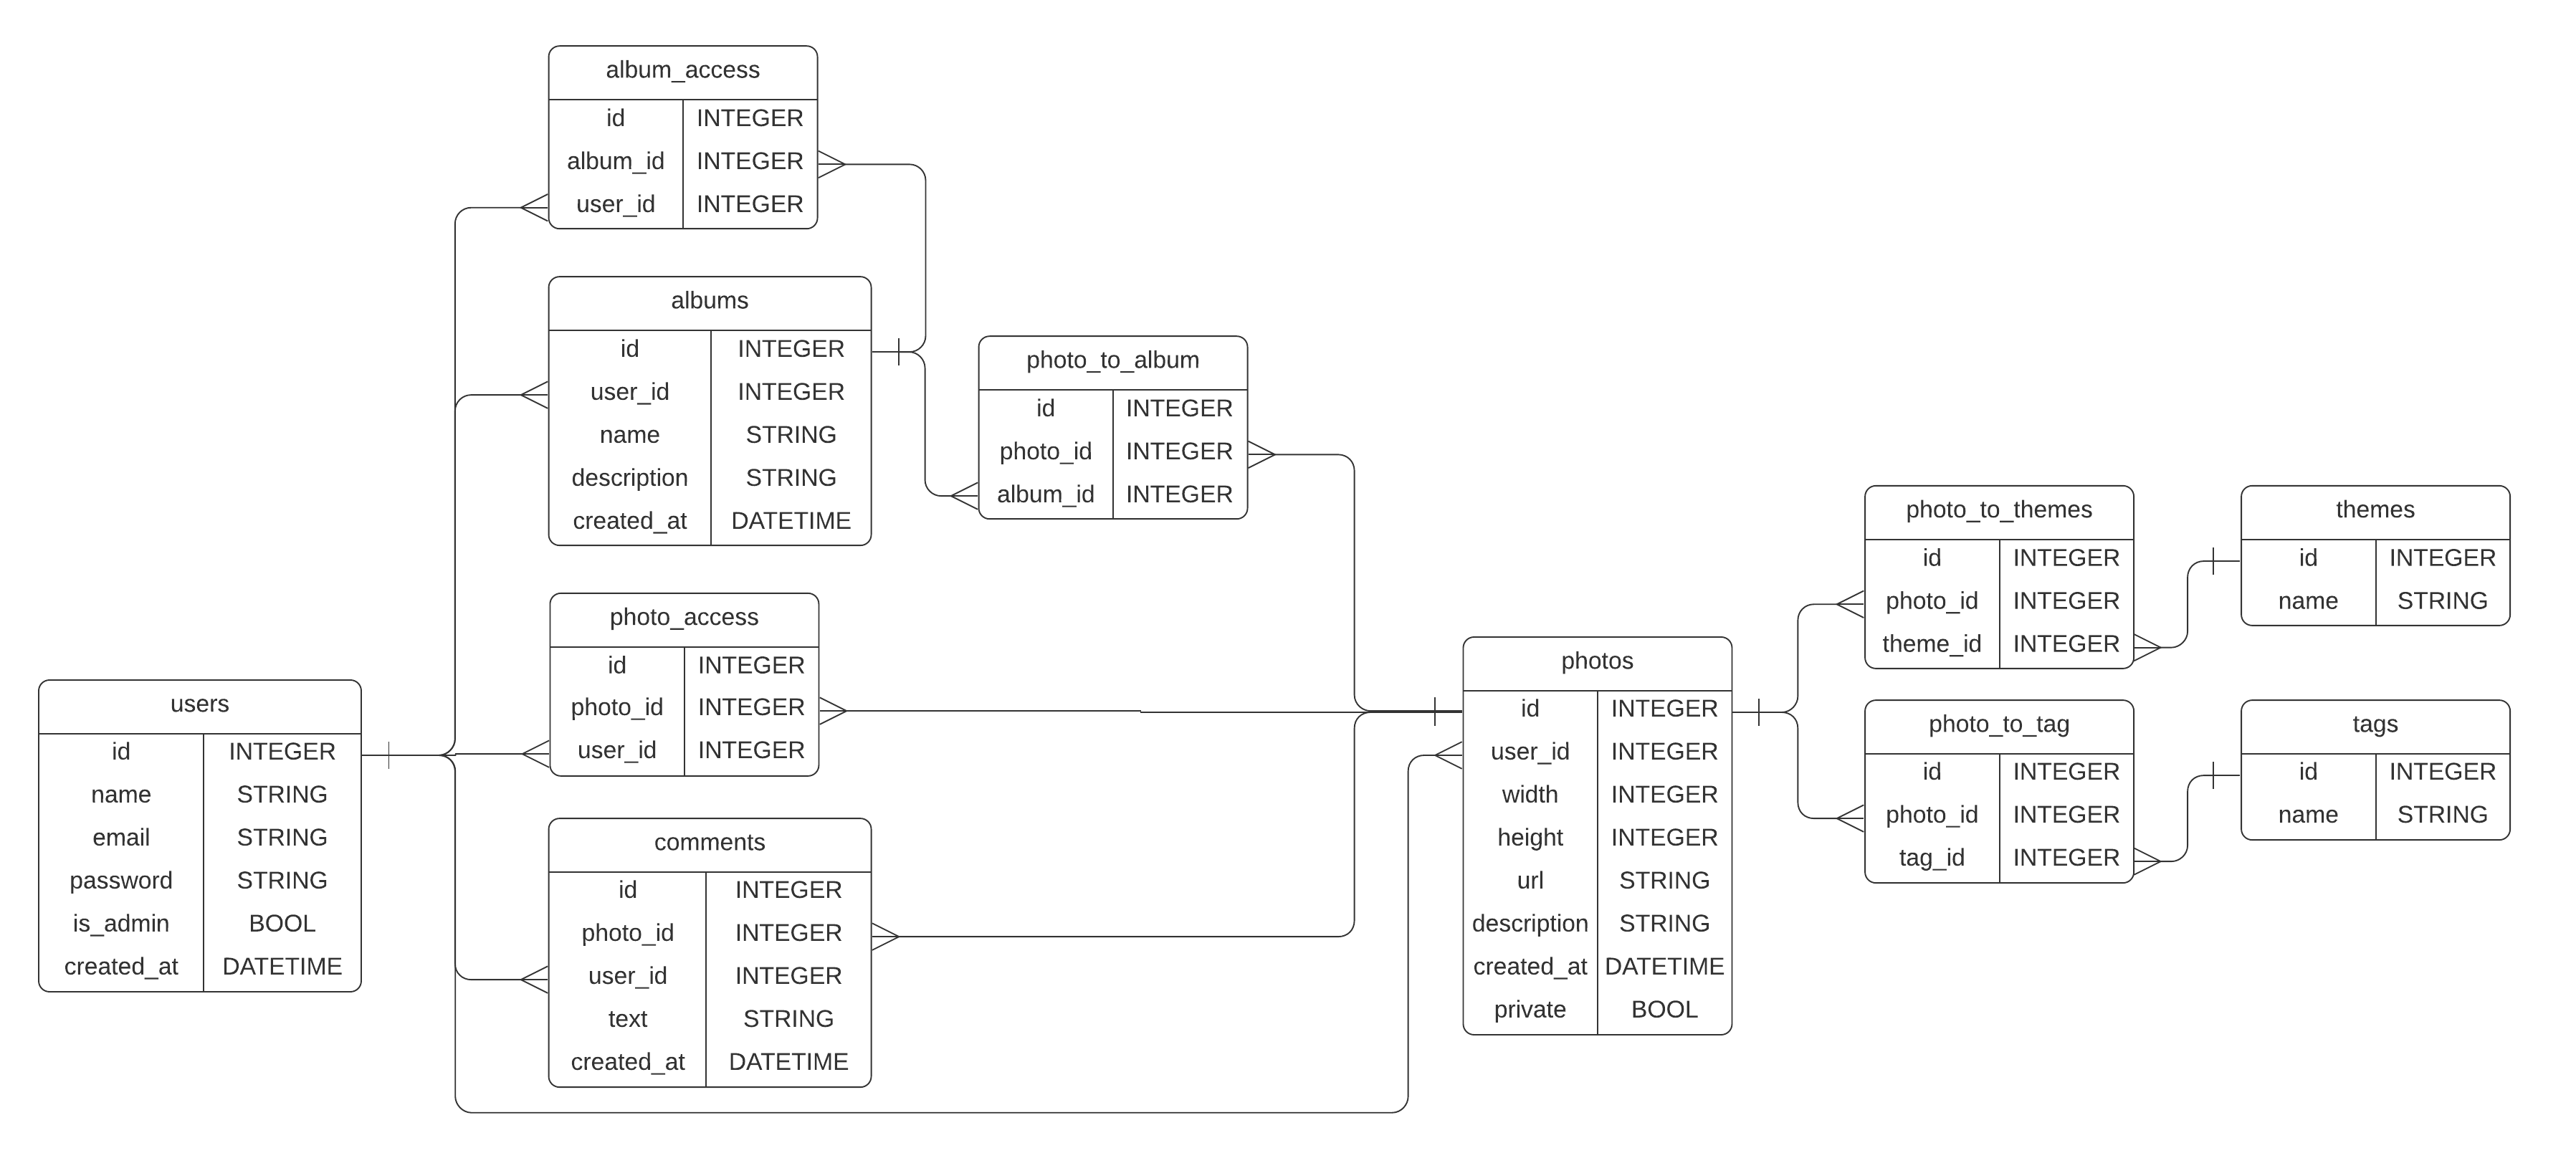 album_access
id INTEGER
album_id INTEGER
user_id INTEGER
albums
id INTEGER
user_id INTEGER
name STRING
description STRING
created_at DATETIME
photo_to_album
id INTEGER
photo_id INTEGER
album_id INTEGER
photo_access
id INTEGER
photo_id INTEGER
user_id INTEGER
users
id INTEGER
name STRING
email STRING
password STRING
is_admin BOOL
created_at DATETIME
comments
id INTEGER
photo_id INTEGER
user_id INTEGER
text STRING
created_at DATETIME
photos
id INTEGER
user_id INTEGER
width INTEGER
height INTEGER
url STRING
description STRING
created_at DATETIME
private BOOL
photo_to_themes
id INTEGER
photo_id INTEGER
theme_id INTEGER
themes
id INTEGER
name STRING
photo_to_tag
id INTEGER
photo_id INTEGER
tag_id INTEGER
tags
id INTEGER
name STRING